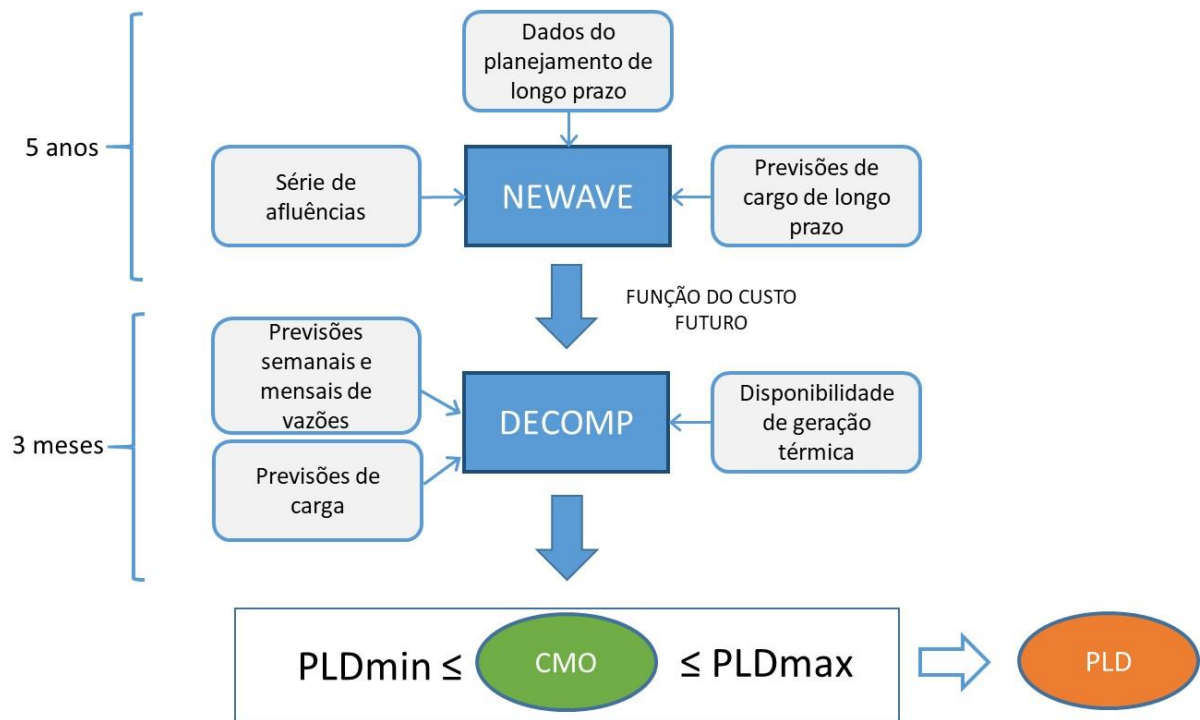 Dados do
planejamento de
longo prazo
5 anos
Série de
afluências
NEWAVE
Previsões de
cargo de longo
prazo
FUNÇÃO DO CUSTO
FUTURO
3 meses
Previsões
semanais e
mensais de
vazões
Previsões de
carga
DECOMP
Disponibilidade
de geração
térmica
PLDmin ≤ CMO ≤ PLDmax
PLD